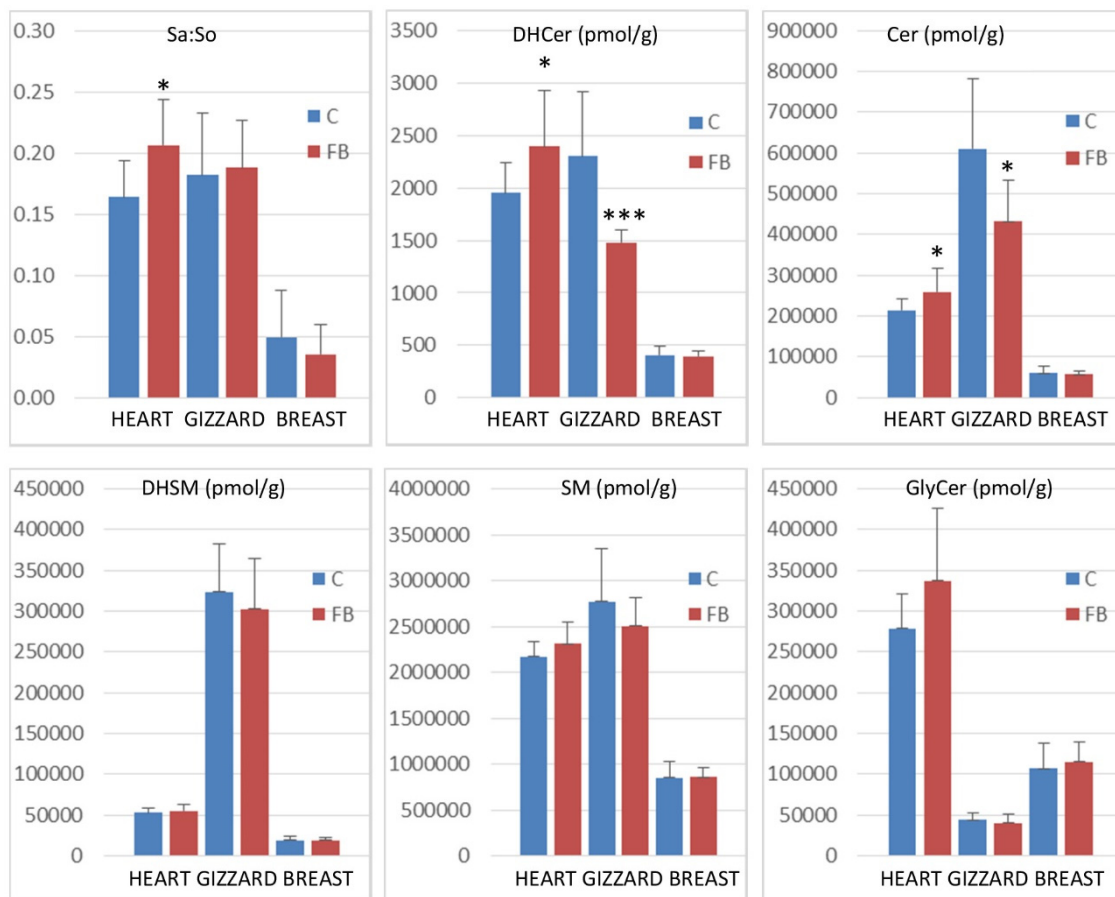 Sa:So
0.30
0.25
0.20
0.15
0.10
0.05
0.00
*
C
FB
HEART GIZZARD BREAST
DHCer (pmol/g)
3500
3000
2500
2000
1500
1000
500
0
*
***
C
FB
HEART GIZZARD BREAST
Cer (pmol/g)
900000
800000
700000
600000
500000
400000
300000
200000
100000
0
*
*
C
FB
HEART GIZZARD BREAST
DHSM (pmol/g)
450000
400000
350000
300000
250000
200000
150000
100000
50000
0
C
FB
HEART GIZZARD BREAST
SM (pmol/g)
4000000
3500000
3000000
2500000
2000000
1500000
1000000
500000
0
C
FB
HEART GIZZARD BREAST
GlyCer (pmol/g)
450000
400000
350000
300000
250000
200000
150000
100000
50000
0
C
FB
HEART GIZZARD BREAST